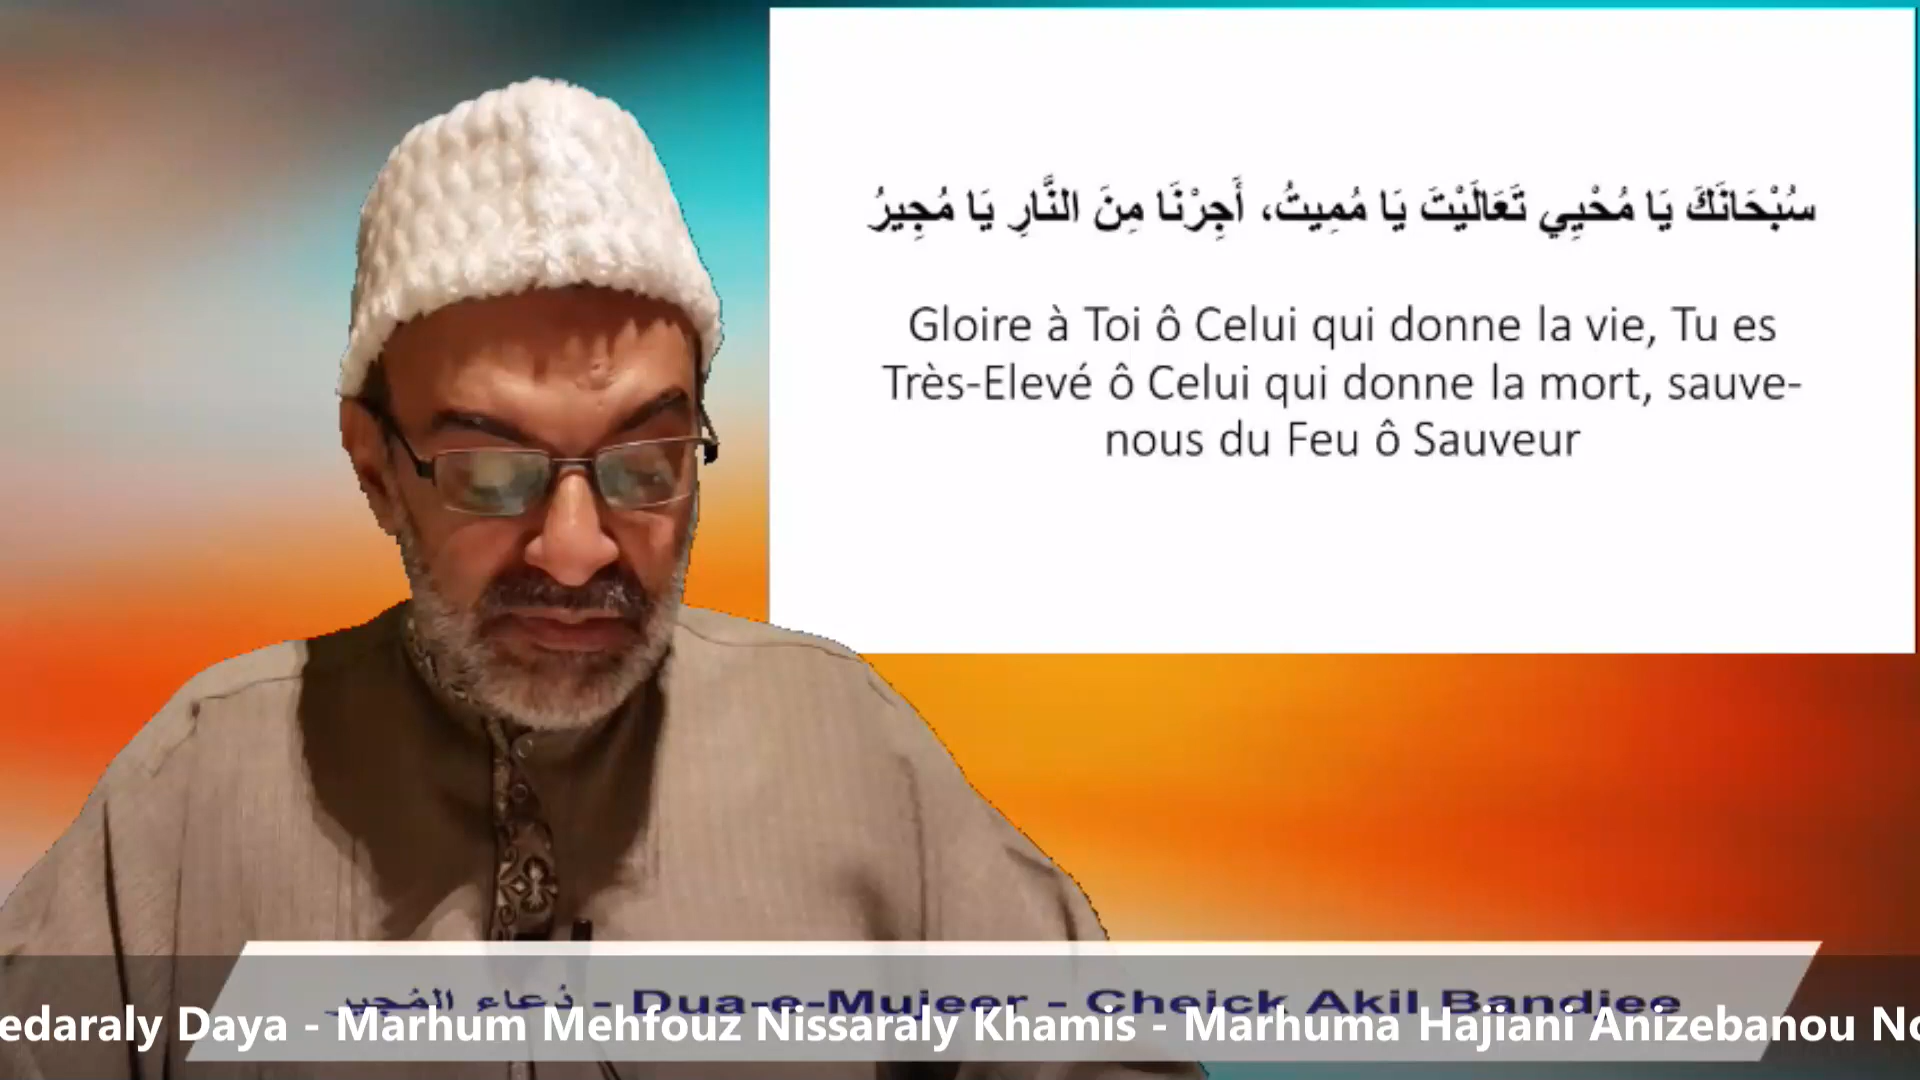 سُبْحَانَكَ يَا مُحْيِي تَعَالَيْتَ يَا مُمِيتُ، أَجِرْنَا مِنَ النَّارِ يَا مُجِيرُ
Gloire à Toi ô Celui qui donne la vie, Tu es
Très-Elevé ô Celui qui donne la mort, sauve-
nous du Feu ô Sauveur
دُعاء المُجير - Dua-e-Mujeer - Cheick Akil Bandjee
edaraly Daya - Marhum Mehfouz Nissaraly Khamis - Marhuma Hajiani Anizebanou No